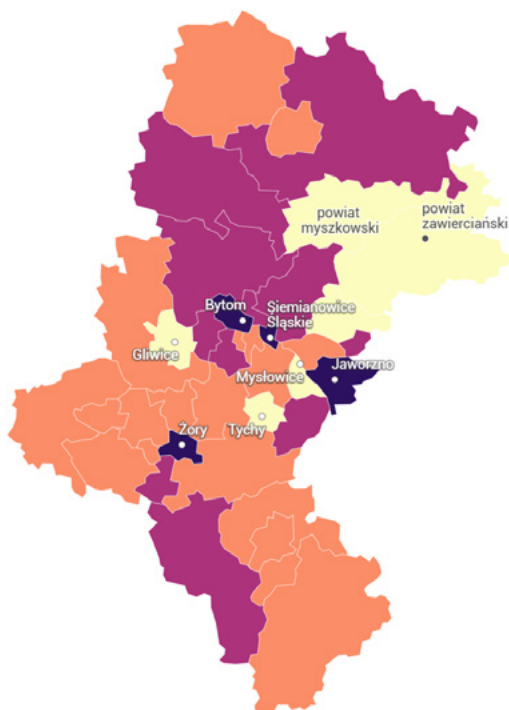 powiat
myszkowski
powiat
zawierciański
Bytom
Siemianowice
Śląskie
Gliwice
Mysłowice
Jaworzno
Żory
Tychy